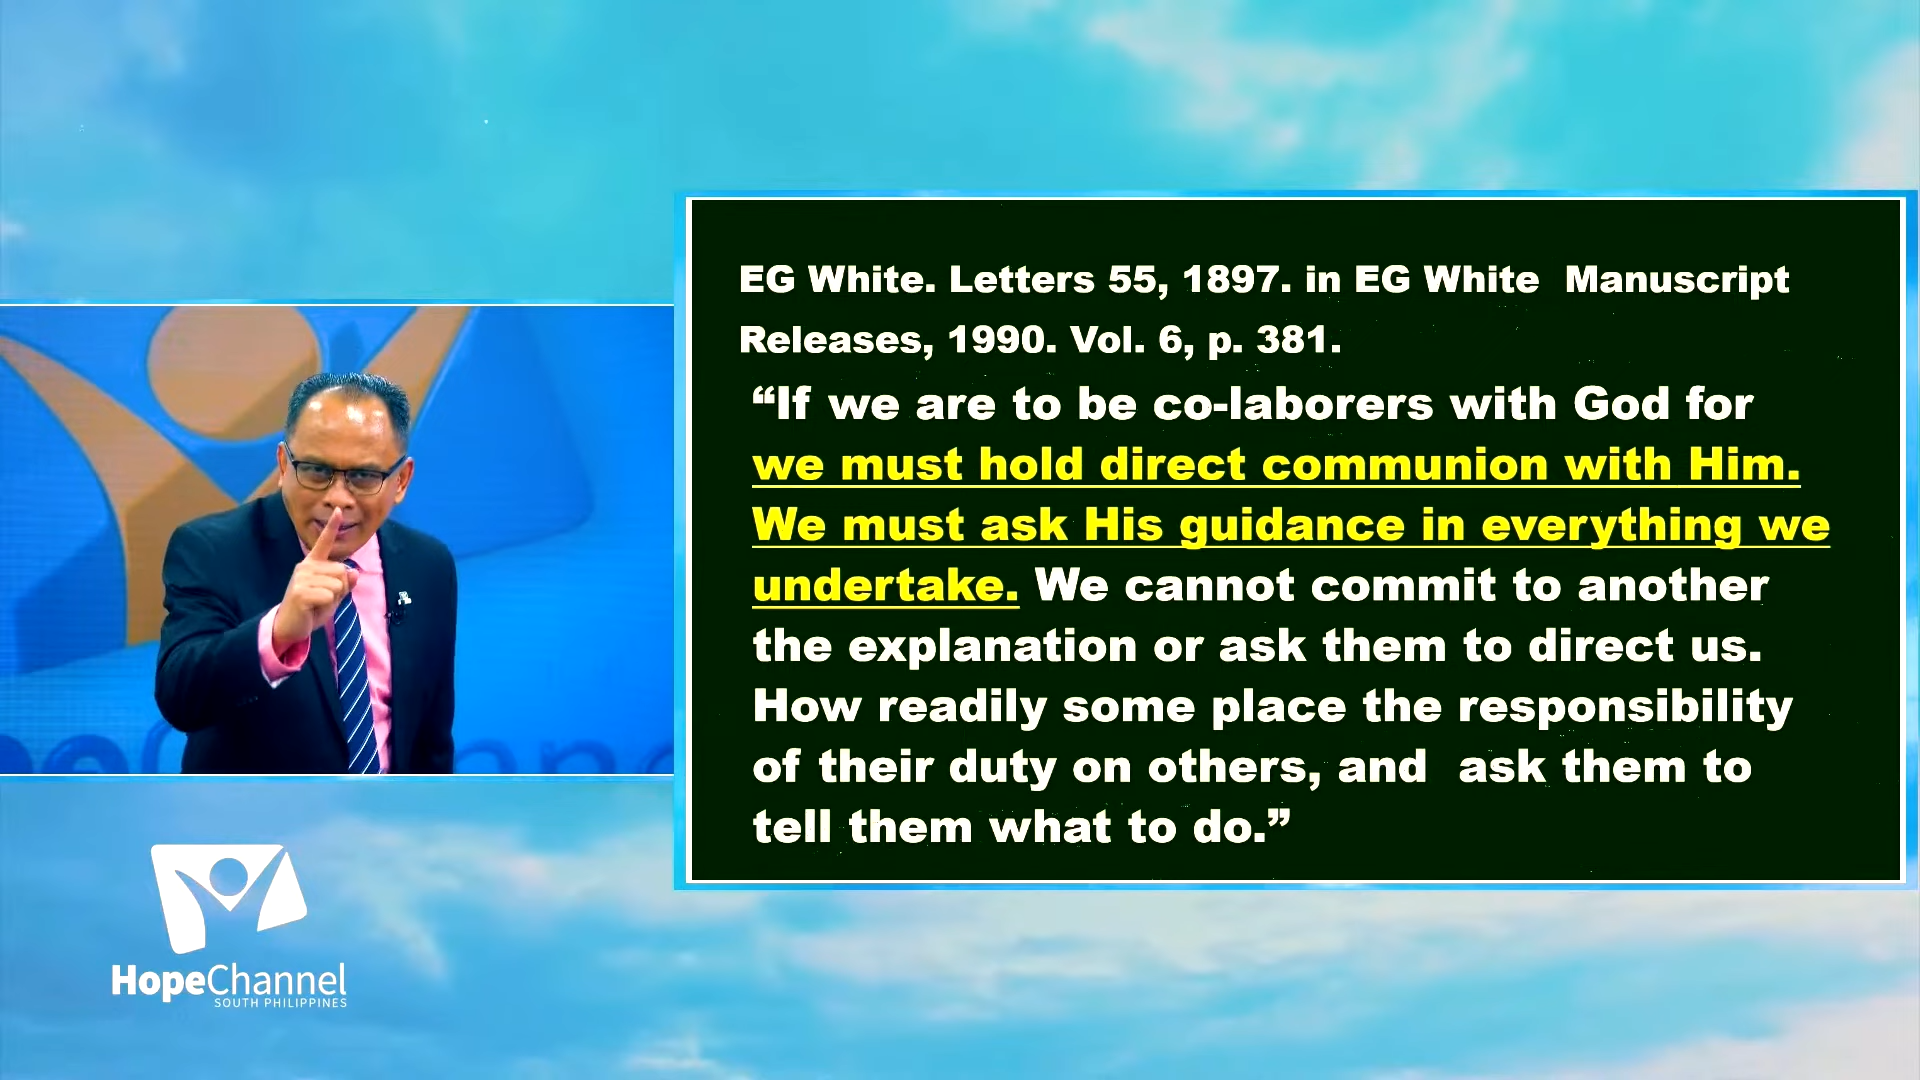 EG White. Letters 55, 1897. in EG White Manuscript
Releases, 1990. Vol. 6, p. 381.
“If we are to be co-laborers with God for
we must hold direct communion with Him.
We must ask His guidance in everything we
undertake. We cannot commit to another
the explanation or ask them to direct us.
How readily some place the responsibility
of their duty on others, and ask them to
tell them what to do.”
HopeChannel
SOUTH PHILIPPINES